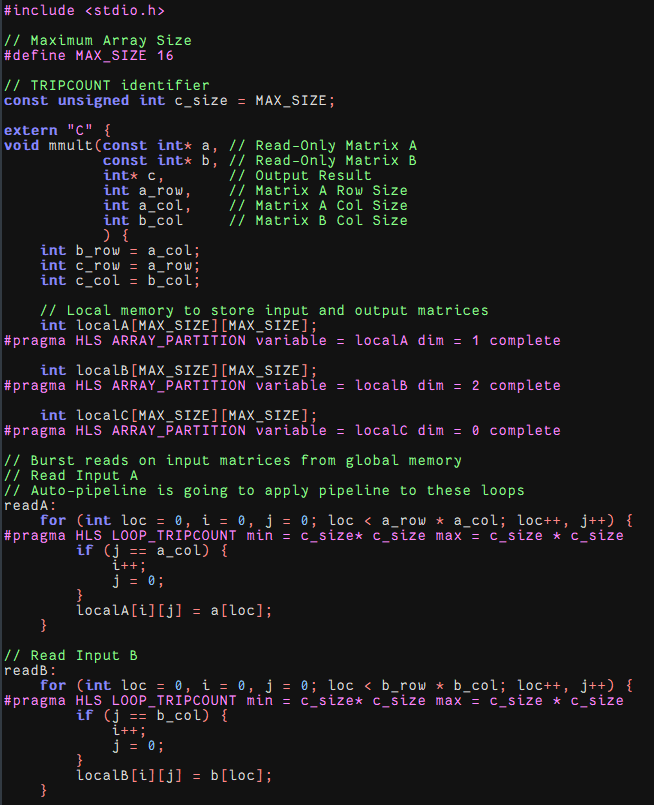 #include <stdio.h>

// Maximum Array Size
#define MAX_SIZE 16

// TRIPCOUNT identifier
const unsigned int c_size = MAX_SIZE;

extern "C" {
void mmult(const int* a, // Read-Only Matrix A
           const int* b, // Read-Only Matrix B
           int* c,       // Output Result
           int a_row,    // Matrix A Row Size
           int a_col,    // Matrix A Col Size
           int b_col     // Matrix B Col Size
           ) {
    int b_row = a_col;
    int c_row = a_row;
    int c_col = b_col;

    // Local memory to store input and output matrices
    int localA[MAX_SIZE][MAX_SIZE];
#pragma HLS ARRAY_PARTITION variable = localA dim = 1 complete

    int localB[MAX_SIZE][MAX_SIZE];
#pragma HLS ARRAY_PARTITION variable = localB dim = 2 complete

    int localC[MAX_SIZE][MAX_SIZE];
#pragma HLS ARRAY_PARTITION variable = localC dim = 0 complete

// Burst reads on input matrices from global memory
// Read Input A
// Auto-pipeline is going to apply pipeline to these loops
readA:
    for (int loc = 0, i = 0, j = 0; loc < a_row * a_col; loc++, j++) {
#pragma HLS LOOP_TRIPCOUNT min = c_size* c_size max = c_size * c_size
        if (j == a_col) {
            i++;
            j = 0;
        }
        localA[i][j] = a[loc];
    }

// Read Input B
readB:
    for (int loc = 0, i = 0, j = 0; loc < b_row * b_col; loc++, j++) {
#pragma HLS LOOP_TRIPCOUNT min = c_size* c_size max = c_size * c_size
        if (j == b_col) {
            i++;
            j = 0;
        }
        localB[i][j] = b[loc];
    }